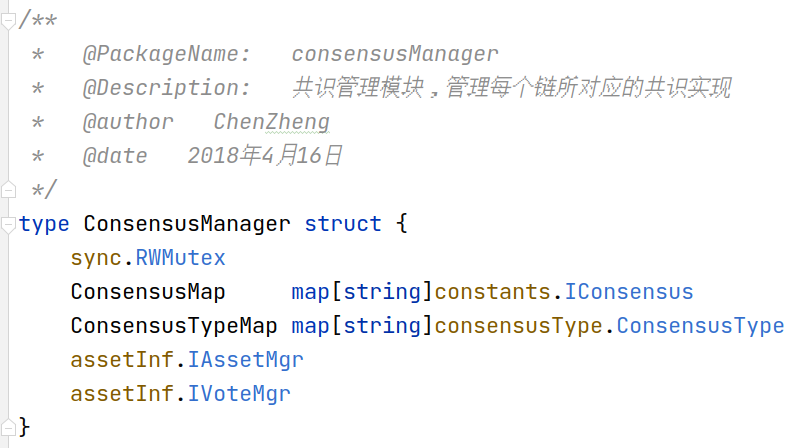 /**
 *   @PackageName:   consensusManager
 *   @Description:   共识管理模块，管理每个链所对应的共识实现
 *   @author   ChenZheng
 *   @date   2018年4月16日
 */
type ConsensusManager struct {
    sync.RWMutex
    ConsensusMap     map[string]constants.IConsensus
    ConsensusTypeMap map[string]consensusType.ConsensusType
    assetInf.IAssetMgr
    assetInf.IVoteMgr
}